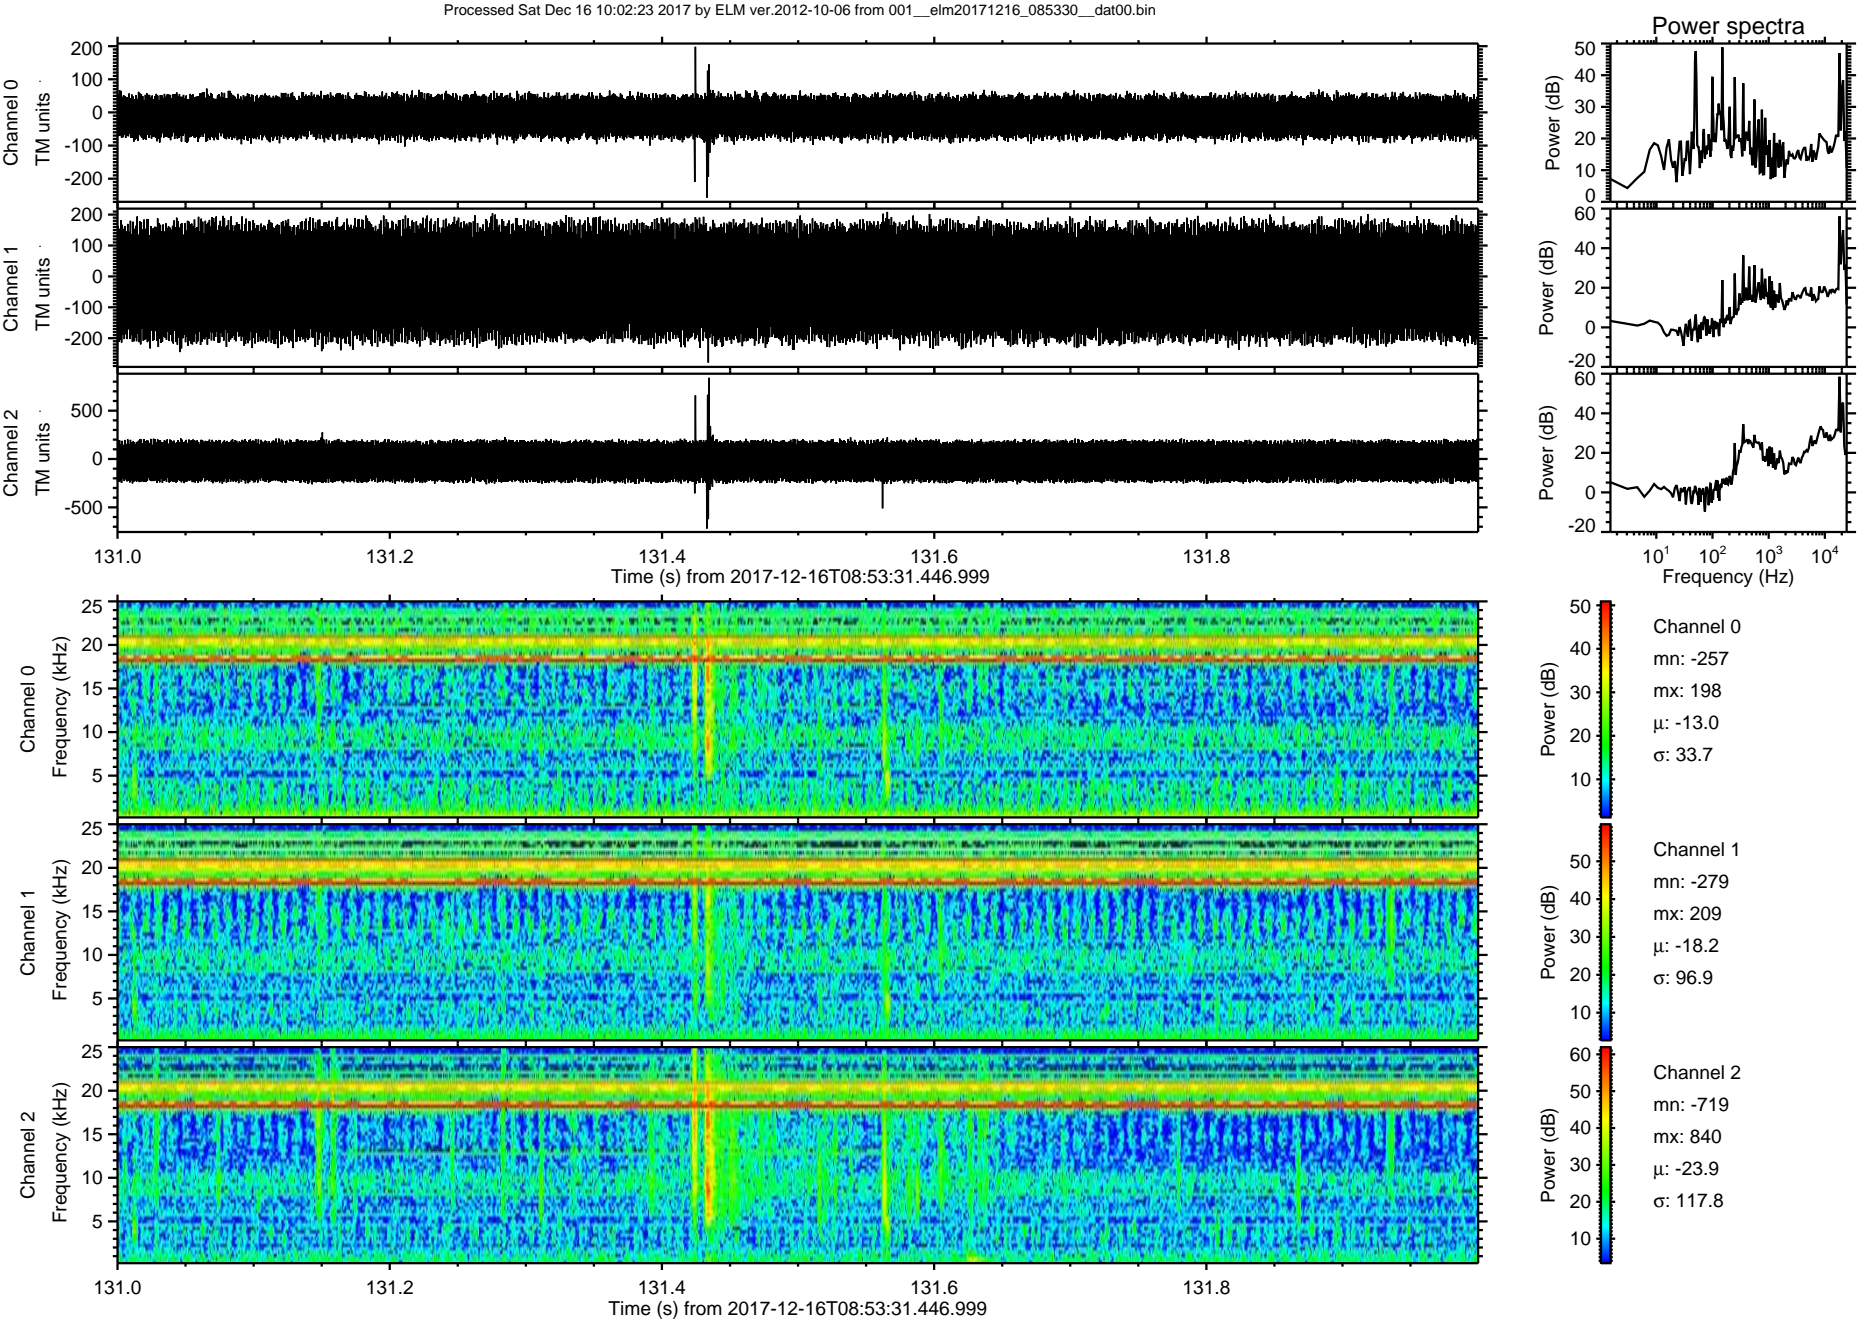 Processed Sat Dec 16 10:02:23 2017 by ELM ver.2012-10-06 from 001__elm20171216_085330__dat00.bin
Power spectra
Channel 0
TM units
200
100
0
-100
-200
Power (dB)
50
40
30
20
10
0
Channel 1
TM units
200
100
0
-100
-200
Power (dB)
60
40
20
0
-20
Channel 2
TM units
500
0
-500
Power (dB)
60
40
20
0
-20
131.0
131.2
131.4
131.6
131.8
Time (s) from 2017-12-16T08:53:31.446.999
10^1
10^2
10^3
10^4
Frequency (Hz)
Channel 0
Frequency (kHz)
25
20
15
10
5
Power (dB)
50
40
30
20
10
Channel 0
mn: -257
mx: 198
μ: -13.0
σ: 33.7
Channel 1
Frequency (kHz)
25
20
15
10
5
Power (dB)
50
40
30
20
10
Channel 1
mn: -279
mx: 209
μ: -18.2
σ: 96.9
Channel 2
Frequency (kHz)
25
20
15
10
5
Power (dB)
60
50
40
30
20
10
Channel 2
mn: -719
mx: 840
μ: -23.9
σ: 117.8
131.0
131.2
131.4
131.6
131.8
Time (s) from 2017-12-16T08:53:31.446.999